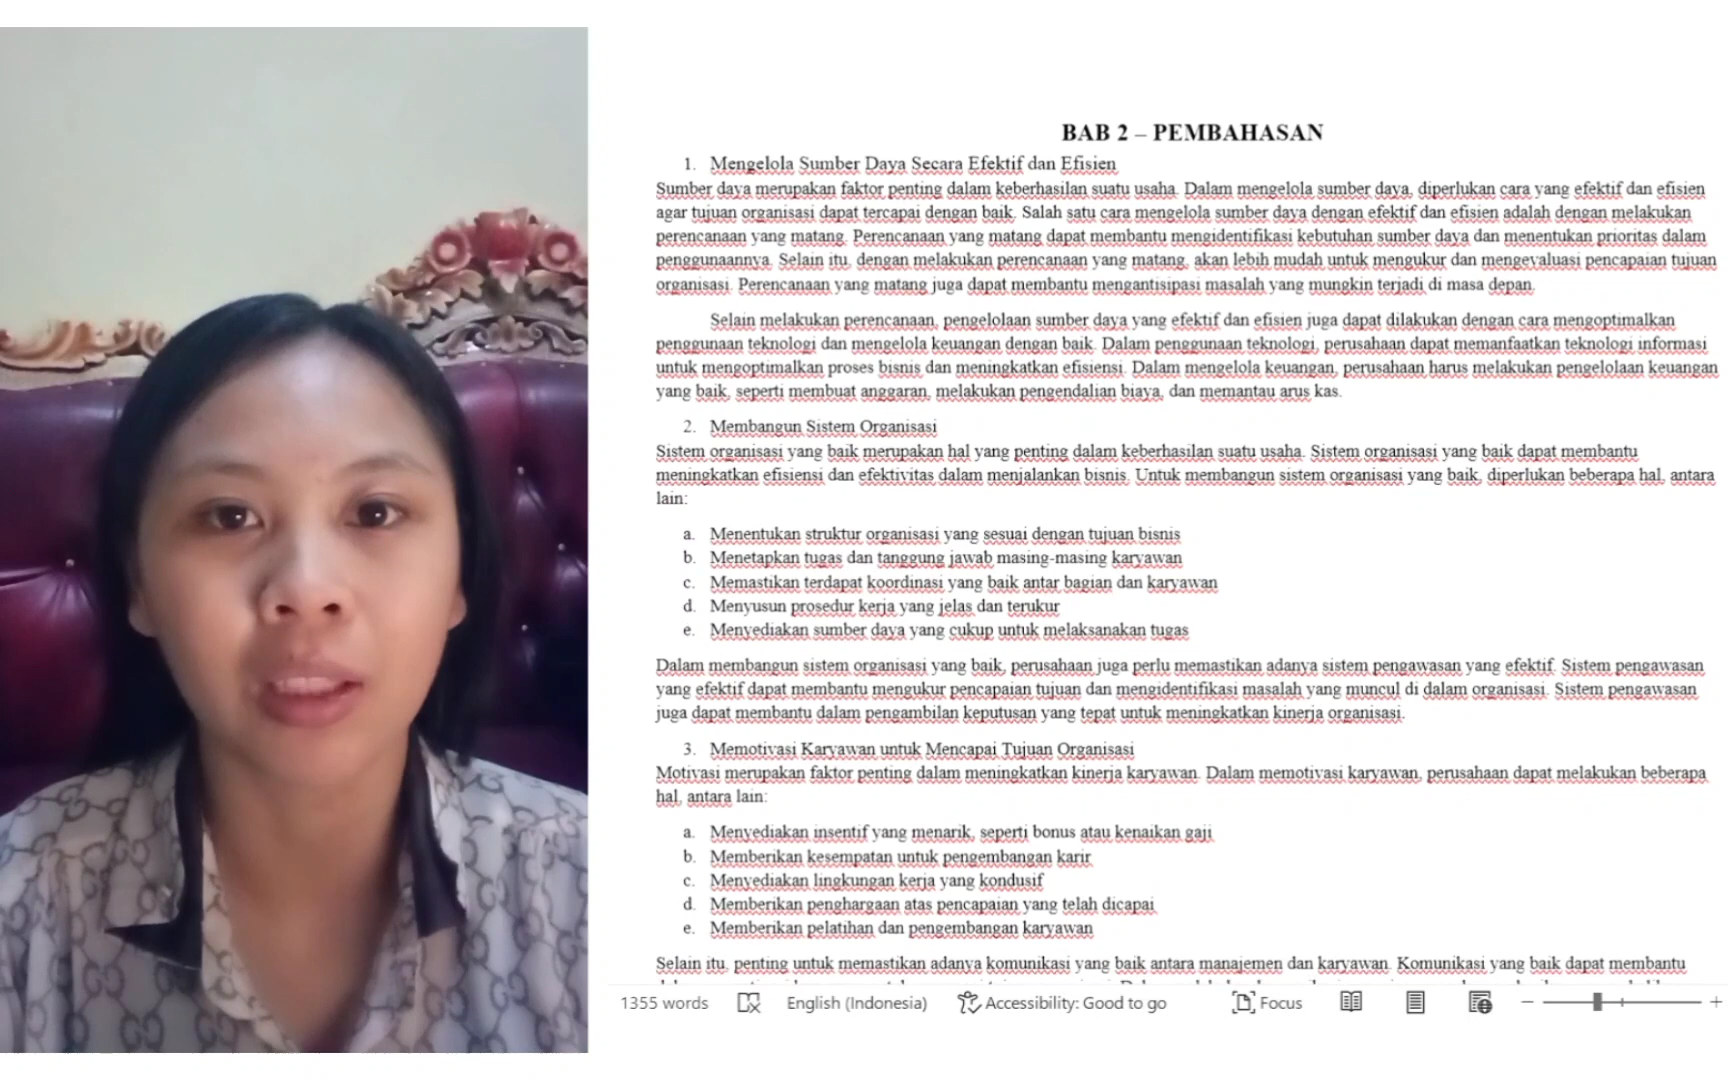 BAB 2 – PEMBAHASAN
1. Mengelola Sumber Daya Secara Efektif dan Efisien
Sumber daya merupakan faktor penting dalam keberhasilan suatu usaha. Dalam mengelola sumber daya, diperlukan cara yang efektif dan efisien
agar tujuan organisasi dapat tercapai dengan baik. Salah satu cara mengelola sumber daya dengan efektif dan efisien adalah dengan melakukan
perencanaan yang matang. Perencanaan yang matang dapat membantu mengidentifikasi kebutuhan sumber daya dan menentukan prioritas dalam
penggunaannya. Selain itu, dengan melakukan perencanaan yang matang, akan lebih mudah untuk mengukur dan mengevaluasi pencapaian tujuan
organisasi. Perencanaan yang matang juga dapat membantu mengantisipasi masalah yang mungkin terjadi di masa depan.
Selain melakukan perencanaan, pengelolaan sumber daya yang efektif dan efisien juga dapat dilakukan dengan cara mengoptimalkan
penggunaan teknologi dan mengelola keuangan dengan baik. Dalam penggunaan teknologi, perusahaan dapat memanfaatkan teknologi informasi
untuk mengoptimalkan proses bisnis dan meningkatkan efisiensi. Dalam mengelola keuangan, perusahaan harus melakukan pengelolaan keuangan
yang baik, seperti membuat anggaran, melakukan pengendalian biaya, dan memantau arus kas.
2. Membangun Sistem Organisasi
Sistem organisasi yang baik merupakan hal yang penting dalam keberhasilan suatu usaha. Sistem organisasi yang baik dapat membantu
meningkatkan efisiensi dan efektivitas dalam menjalankan bisnis. Untuk membangun sistem organisasi yang baik, diperlukan beberapa hal, antara
lain:
a. Menentukan struktur organisasi yang sesuai dengan tujuan bisnis
b. Menetapkan tugas dan tanggung jawab masing-masing karyawan
c. Memastikan terdapat koordinasi yang baik antar bagian dan karyawan
d. Menyusun prosedur kerja yang jelas dan terukur
e. Menyediakan sumber daya yang cukup untuk melaksanakan tugas
Dalam membangun sistem organisasi yang baik, perusahaan juga perlu memastikan adanya sistem pengawasan yang efektif. Sistem pengawasan
yang efektif dapat membantu mengukur pencapaian tujuan dan mengidentifikasi masalah yang muncul di dalam organisasi. Sistem pengawasan
juga dapat membantu dalam pengambilan keputusan yang tepat untuk meningkatkan kinerja organisasi.
3. Memotivasi Karyawan untuk Mencapai Tujuan Organisasi
Motivasi merupakan faktor penting dalam meningkatkan kinerja karyawan. Dalam memotivasi karyawan, perusahaan dapat melakukan beberapa
hal, antara lain:
a. Menyediakan insentif yang menarik, seperti bonus atau kenaikan gaji
b. Memberikan kesempatan untuk pengembangan karir
c. Menyediakan lingkungan kerja yang kondusif
d. Memberikan penghargaan atas pencapaian yang telah dicapai
e. Memberikan pelatihan dan pengembangan karyawan
Selain itu, penting untuk memastikan adanya komunikasi yang baik antara manajemen dan karyawan. Komunikasi yang baik dapat membantu
1355 words English (Indonesia) Accessibility: Good to go Focus